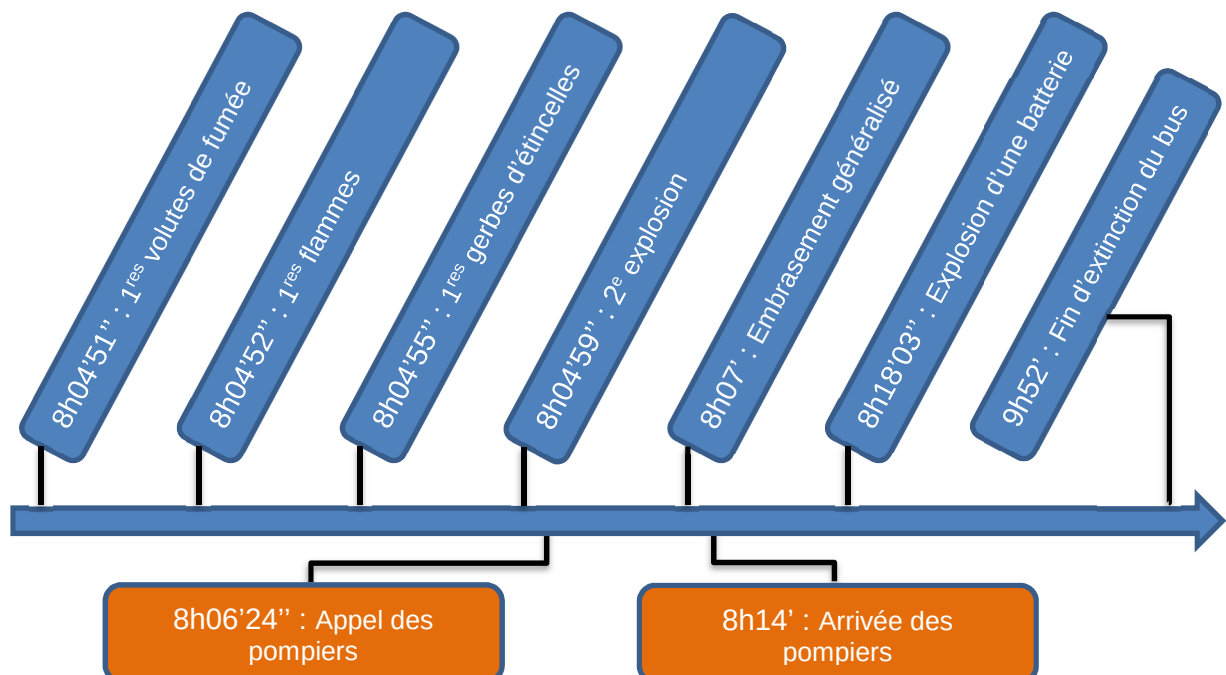 8h04’51’’ : 1res volutes de fumée
8h04’52’’ : 1res flammes
8h04’55’’ : 1res gerbes d’étincelles
8h04’59’’ : 2e explosion
8h07’ : Embrasement généralisé
8h18’03’’ : Explosion d’une batterie
9h52’ : Fin d’extinction du bus
8h06’24’’ : Appel des
pompiers
8h14’ : Arrivée des
pompiers